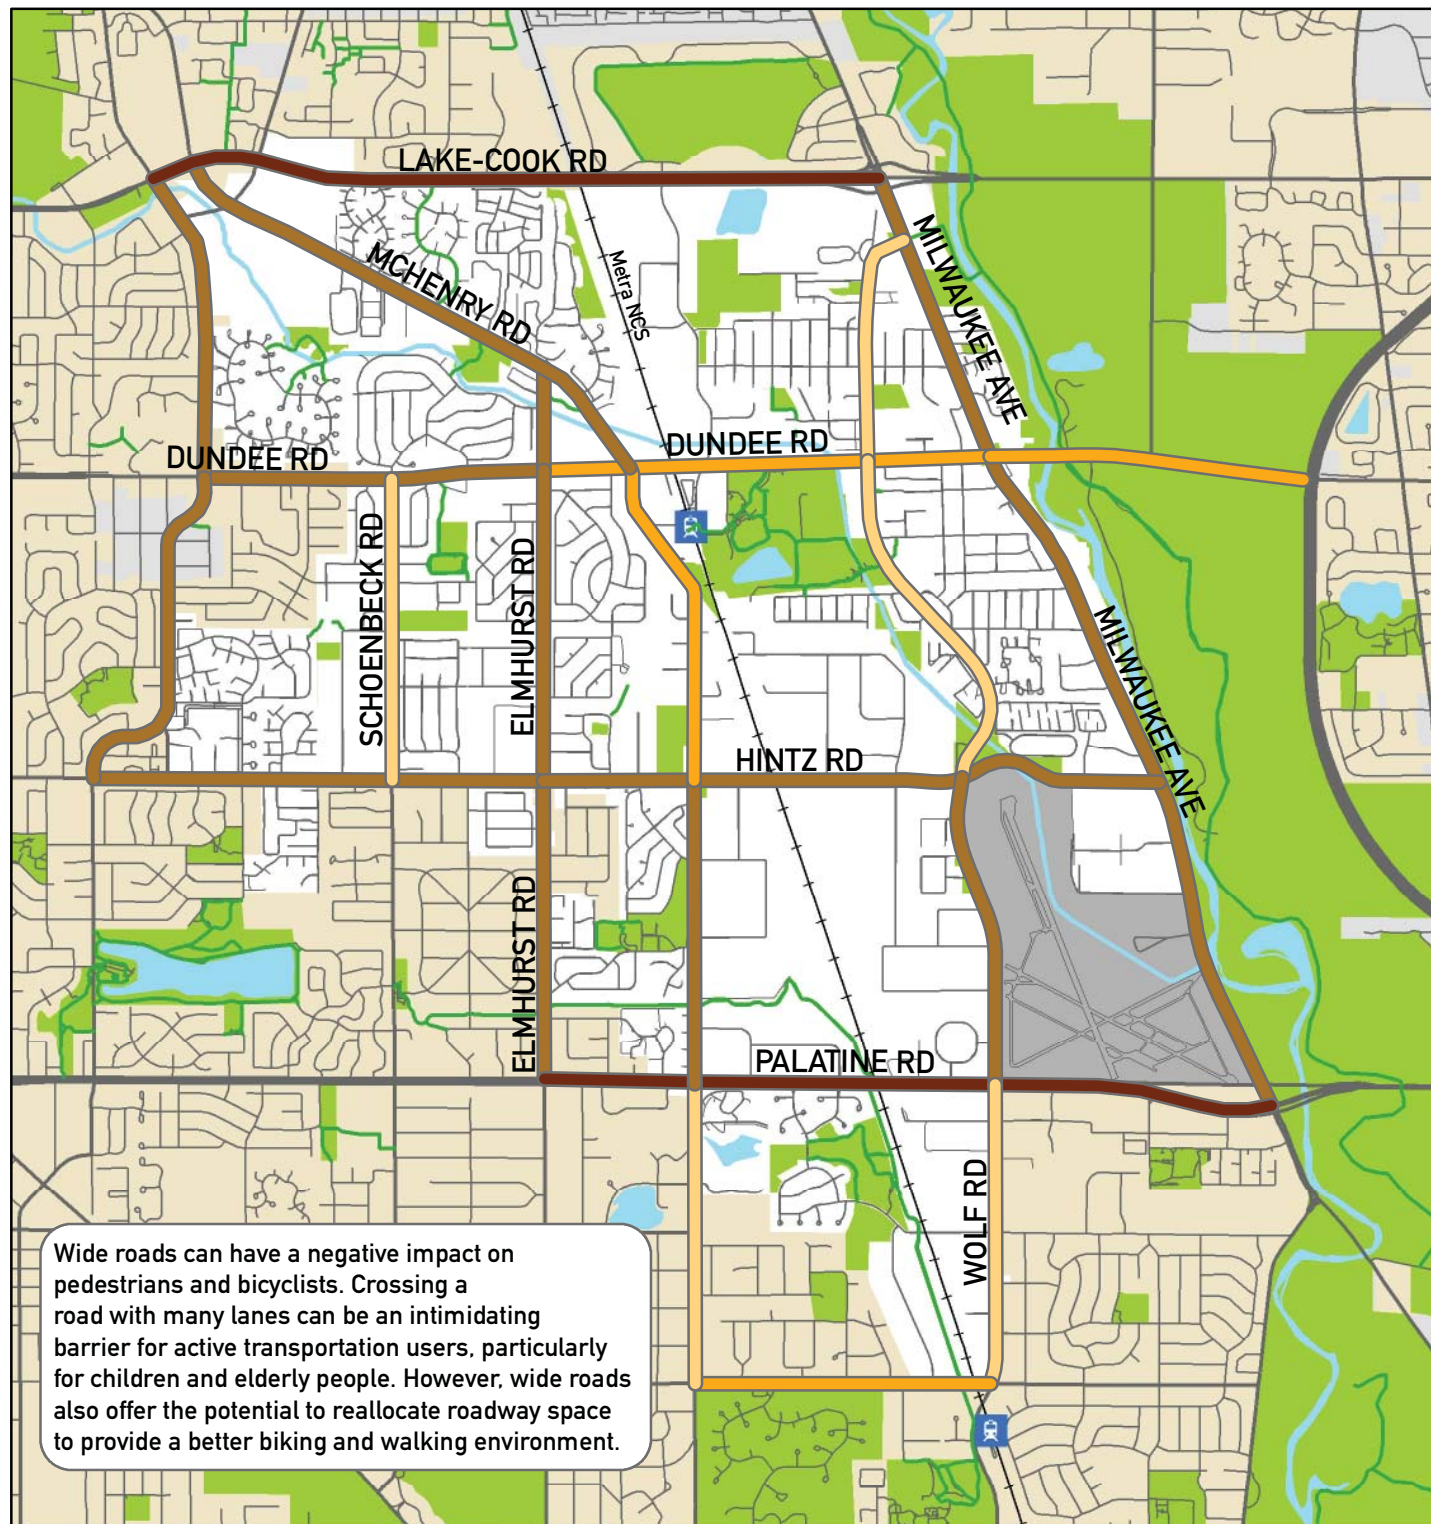 LAKE-COOK RD
MILWAUKEE AVE
MCHENRY RD
Metra NCS
DUNDEE RD
DUNDEE RD
SCHOENBECK RD
ELMHURST RD
MILWAUKEE AVE
HINTZ RD
ELMHURST RD
PALATINE RD
WOLF RD
Wide roads can have a negative impact on
pedestrians and bicyclists. Crossing a
road with many lanes can be an intimidating
barrier for active transportation users, particularly
for children and elderly people. However, wide roads
also offer the potential to reallocate roadway space
to provide a better biking and walking environment.